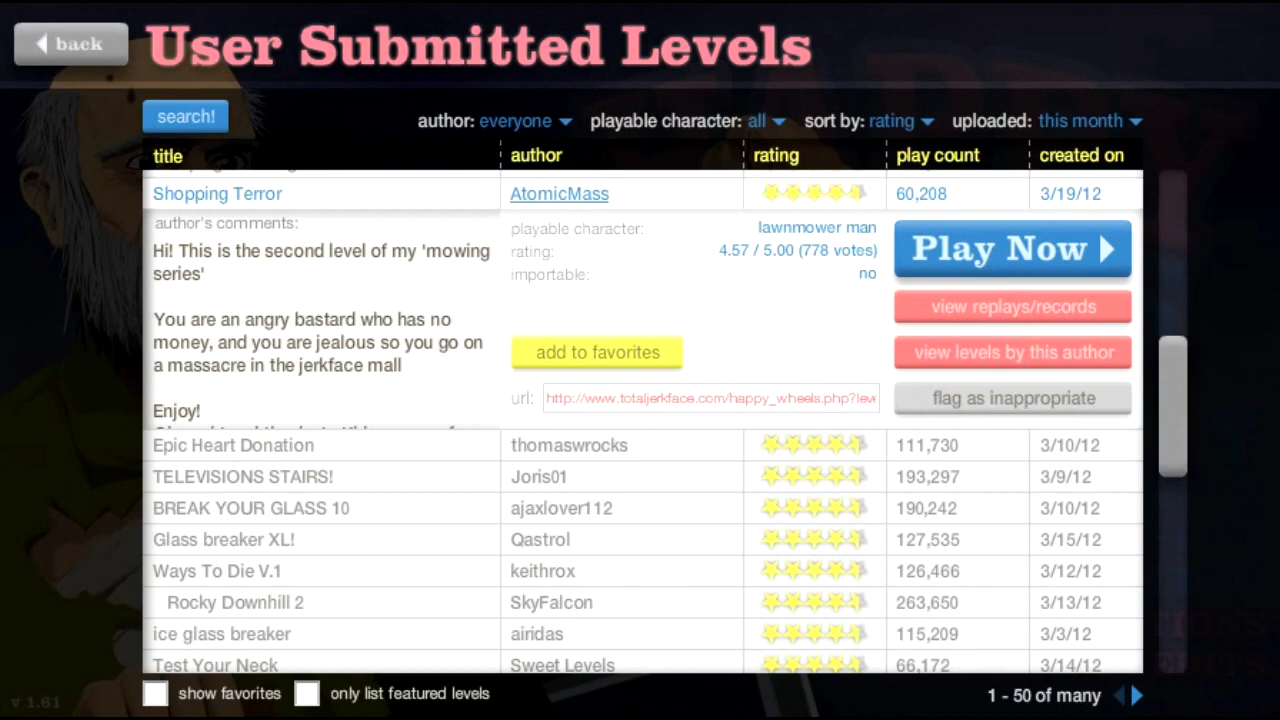 back
User Submitted Levels
search!
author: everyone playable character: all sort by: rating uploaded: this month
title author rating play count created on
Shopping Terror AtomicMass 60,208 3/19/12
author's comments:
Hi! This is the second level of my 'mowing
series'
You are an angry bastard who has no
money, and you are jealous so you go on
a massacre in the jerkface mall
Enjoy!
playable character: lawnmower man
rating: 4.57 / 5.00 (778 votes)
importable: no
add to favorites
url: http://www.totaljerkface.com/happy_wheels.php?leve
Play Now
view replays/records
view levels by this author
flag as inappropriate
Epic Heart Donation thomaswrocks 111,730 3/10/12
TELEVISIONS STAIRS! Joris01 193,297 3/9/12
BREAK YOUR GLASS 10 ajaxlover112 190,242 3/10/12
Glass breaker XL! Qastrol 127,535 3/15/12
Ways To Die V.1 keithrox 126,466 3/12/12
Rocky Downhill 2 SkyFalcon 263,650 3/13/12
ice glass breaker airidas 115,209 3/3/12
Test Your Neck Sweet Levels 66,172 3/14/12
show favorites only list featured levels 1 - 50 of many
v 1.61